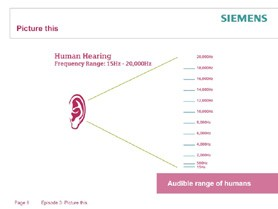 SIEMENS
Picture this
Human Hearing
Frequency Range: 15Hz - 20,000Hz
20,000Hz
18,000Hz
16,000Hz
14,000Hz
12,000Hz
10,000Hz
8,000Hz
6,000Hz
4,000Hz
2,000Hz
15Hz
Audible range of humans
Page 5 Episode 3: Picture this